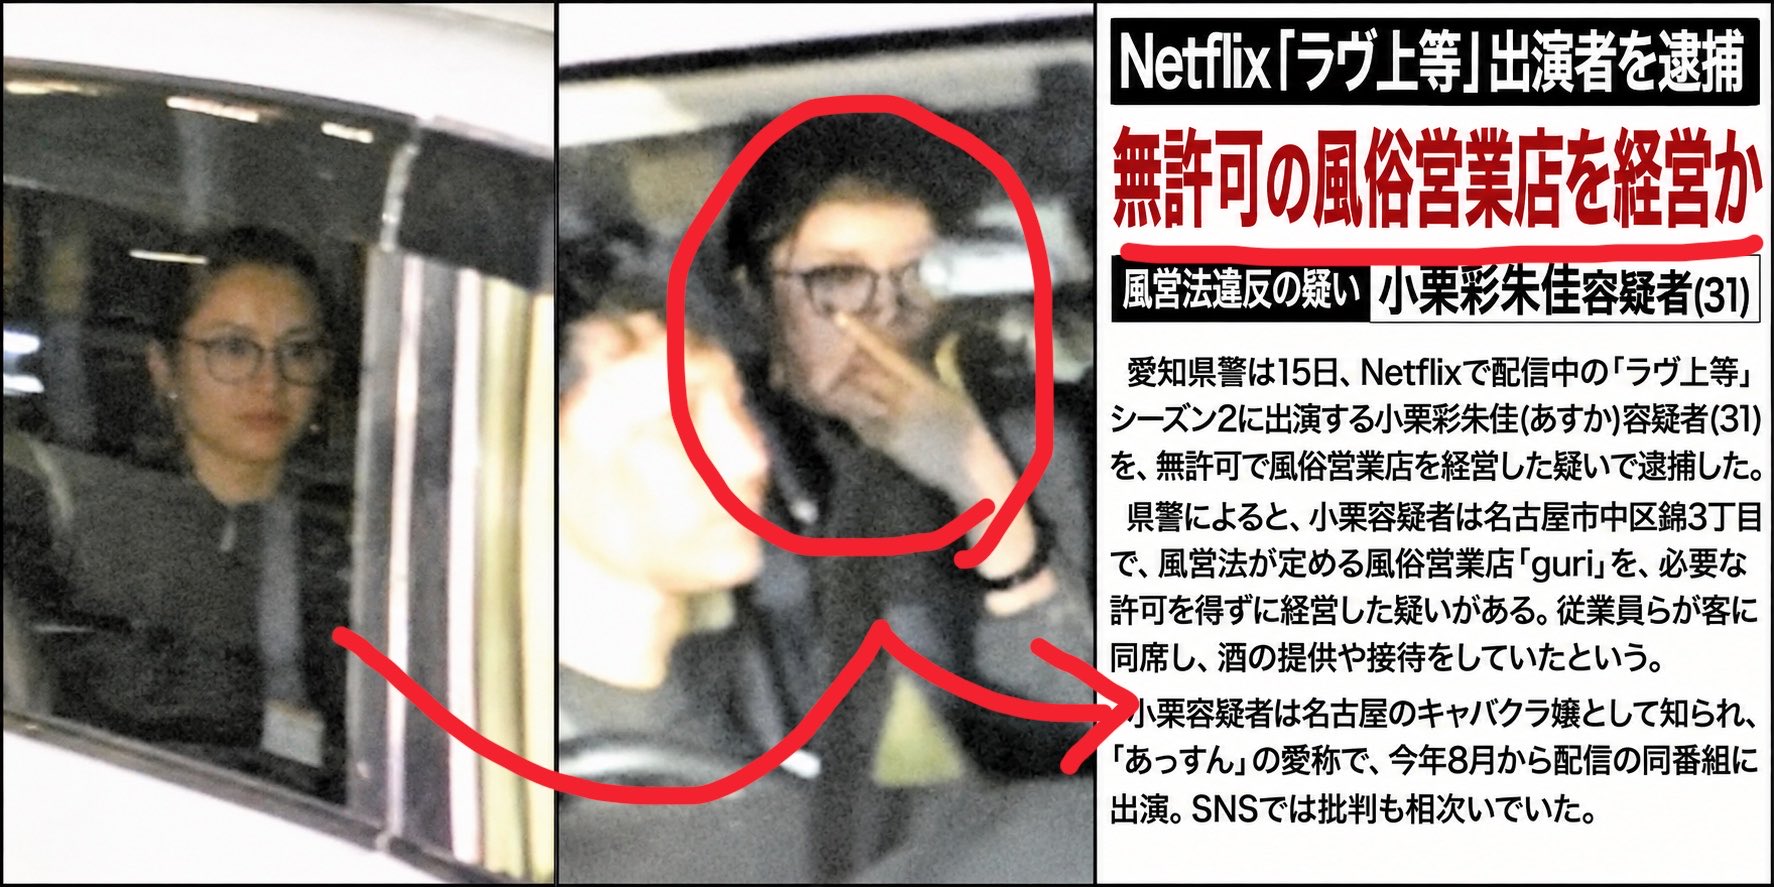 Netflix「ラヴ上等」出演者を逮捕
無許可の風俗営業店を経営か
風営法違反の疑い 小栗彩朱佳容疑者(31)
愛知県警は15日、Netflixで配信中の「ラヴ上等」
シーズン2に出演する小栗彩朱佳(あすか)容疑者(31)
を、無許可で風俗営業店を経営した疑いで逮捕した。
県警によると、小栗容疑者は名古屋市中区錦3丁目
で、風営法が定める風俗営業店「guri」を、必要な
許可を得ずに経営した疑いがある。従業員らが客に
同席し、酒の提供や接待をしていたという。
小栗容疑者は名古屋のキャバクラ嬢として知られ、
「あっすん」の愛称で、今年8月から配信の同番組に
出演。SNSでは批判も相次いでいた。